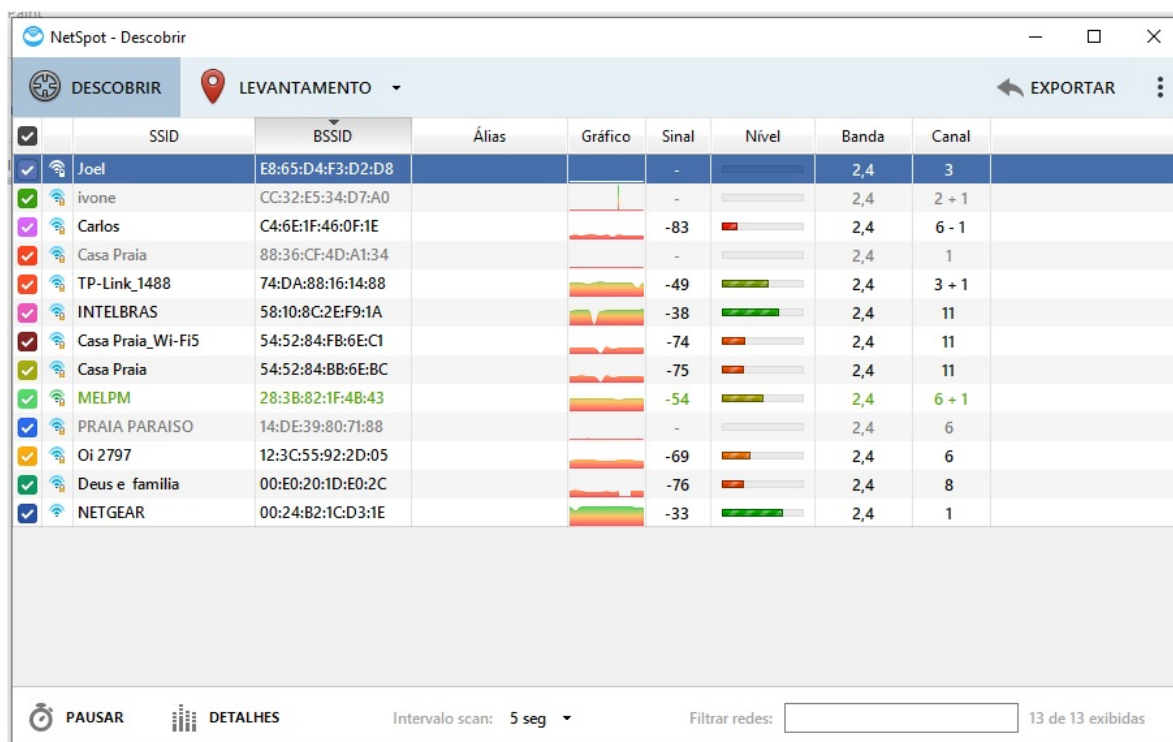 NetSpot - Descobrir
DESCOBRIR LEVANTAMENTO EXPORTAR
SSID BSSID Álias Gráfico Sinal Nível Banda Canal
Joel E8:65:D4:F3:D2:D8 - 2,4 3
ivone CC:32:E5:34:D7:A0 - 2,4 2 + 1
Carlos C4:6E:1F:46:0F:1E -83 2,4 6 - 1
Casa Praia 88:36:CF:4D:A1:34 - 2,4 1
TP-Link_1488 74:DA:88:16:14:88 -49 2,4 3 + 1
INTELBRAS 58:10:8C:2E:F9:1A -38 2,4 11
Casa Praia_Wi-Fi5 54:52:84:FB:6E:C1 -74 2,4 11
Casa Praia 54:52:84:BB:6E:BC -75 2,4 11
MELPM 28:3B:82:1F:4B:43 -54 2,4 6 + 1
PRAIA PARAISO 14:DE:39:80:71:88 - 2,4 6
Oi 2797 12:3C:55:92:2D:05 -69 2,4 6
Deus e familia 00:E0:20:1D:E0:2C -76 2,4 8
NETGEAR 00:24:B2:1C:D3:1E -33 2,4 1
PAUSAR DETALHES Intervalo scan: 5 seg Filtrar redes: 13 de 13 exibidas